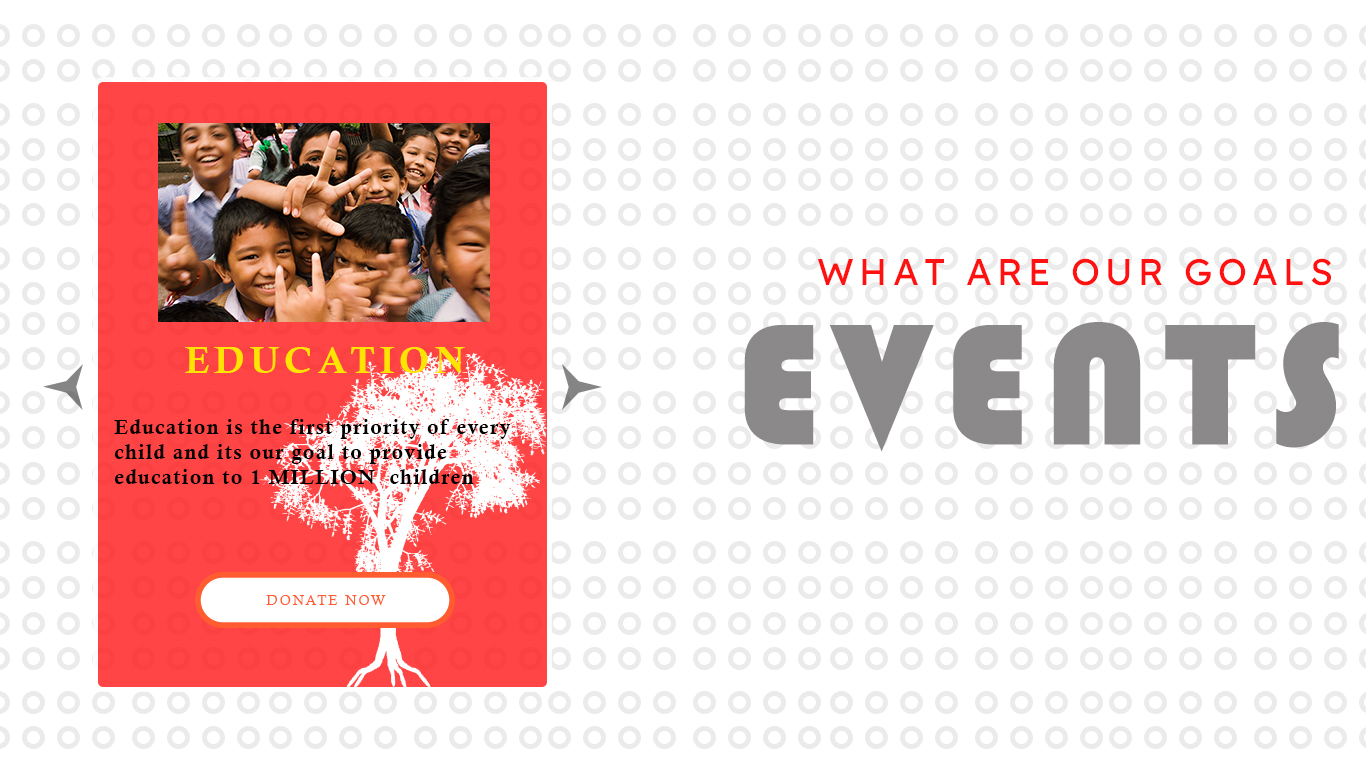 EDUCATION
Education is the first priority of every
child and its our goal to provide
education to 1 MILLION  children
DONATE NOW
WHAT ARE OUR GOALS
EVENTS